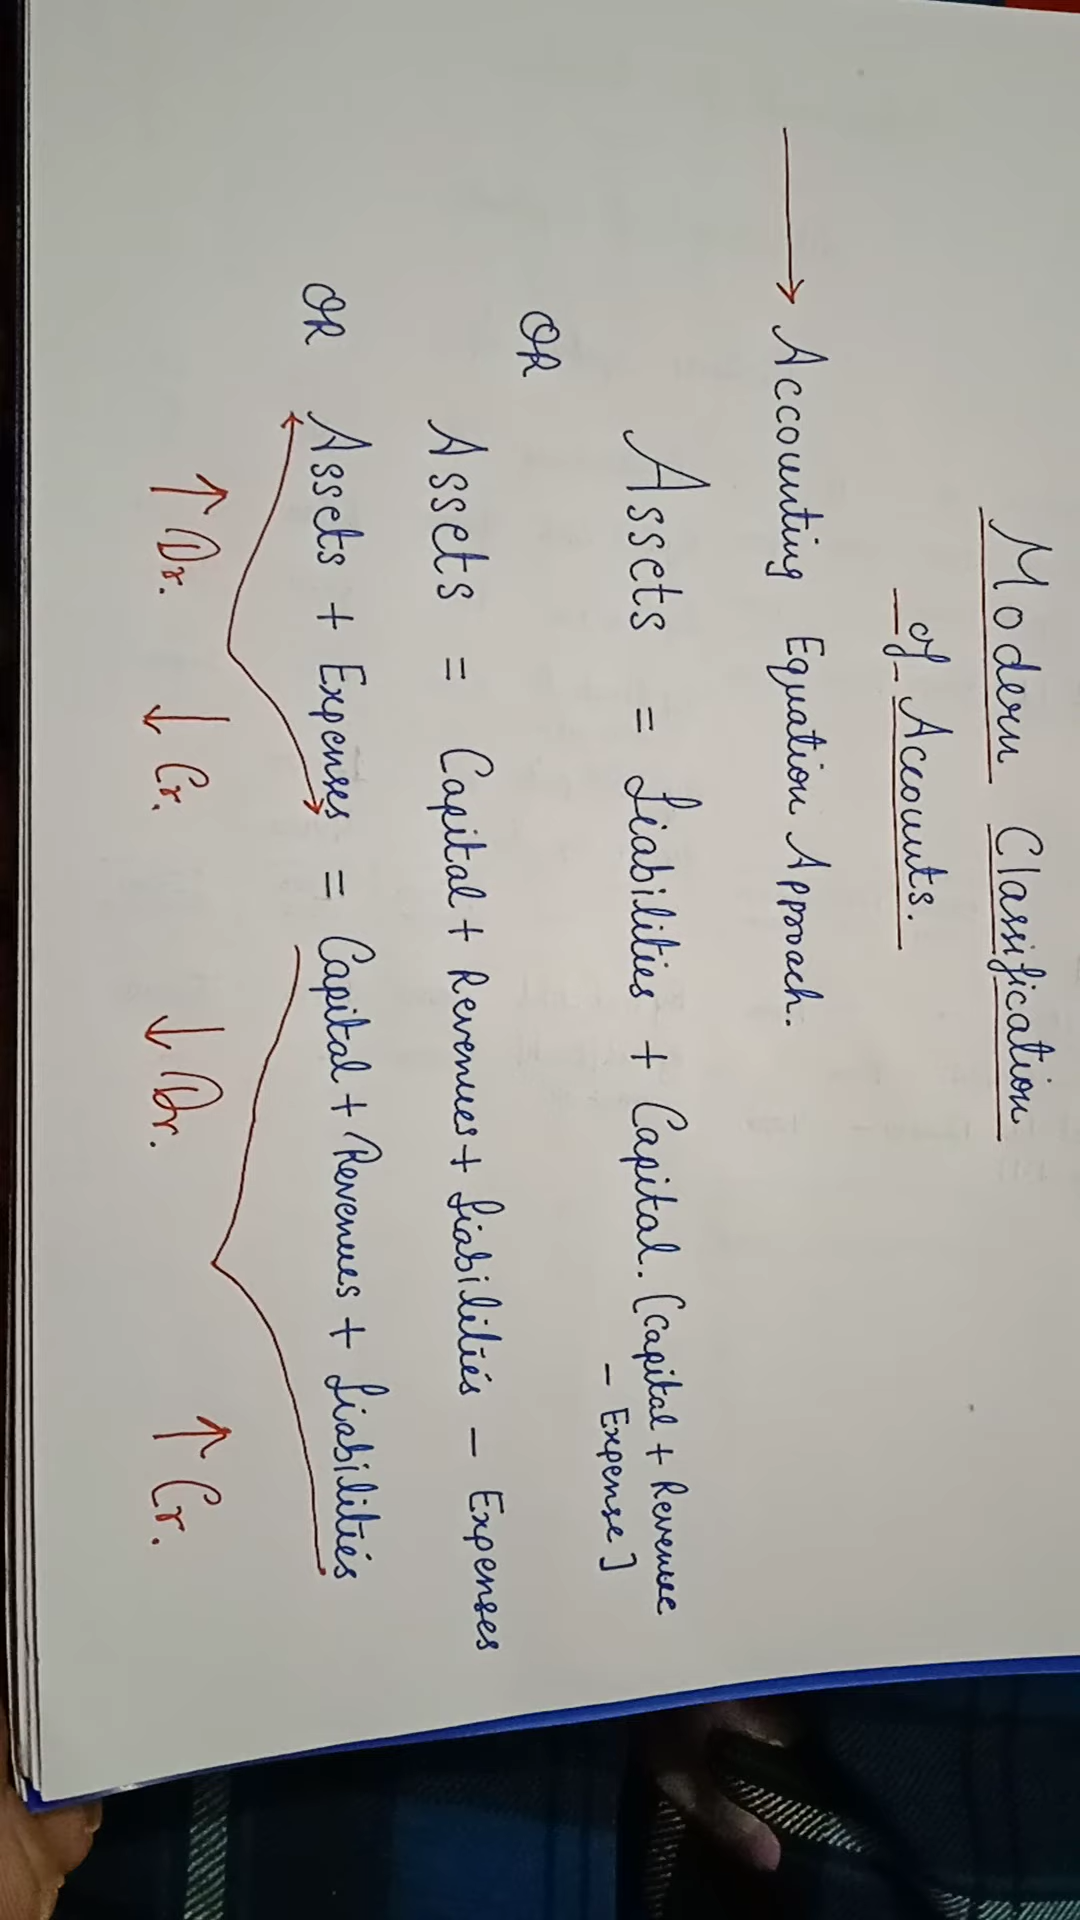 Modern Classification
of Accounts.
→ Accounting Equation Approach.
Assets = Liabilities + Capital. (Capital + Revenue
- Expense]
OR
Assets = Capital + Revenues + Liabilities - Expenses
OR Assets + Expenses = Capital + Revenues + Liabilities
↑ Dr. ↓ Cr. ↓ Dr. ↑ Cr.